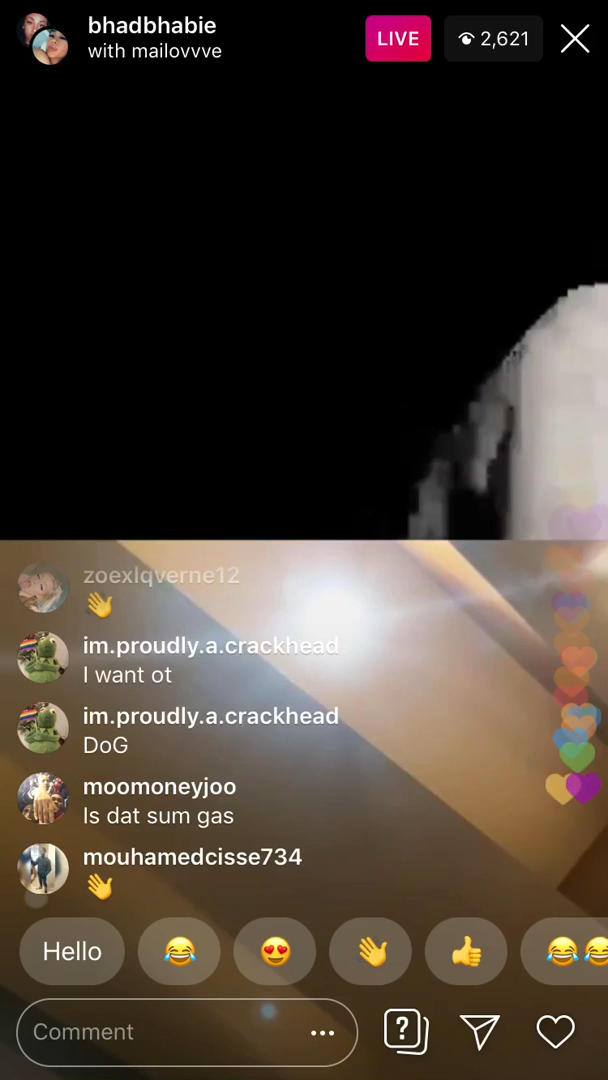 bhadbhabie
with mailovvve
LIVE
2,621
zoexlqverne12
👋
im.proudly.a.crackhead
I want ot
im.proudly.a.crackhead
DoG
moomoneyjoo
Is dat sum gas
mouhamedcisse734
👋
Hello 😂 😍 👋 👍 😂😂
Comment ...
?